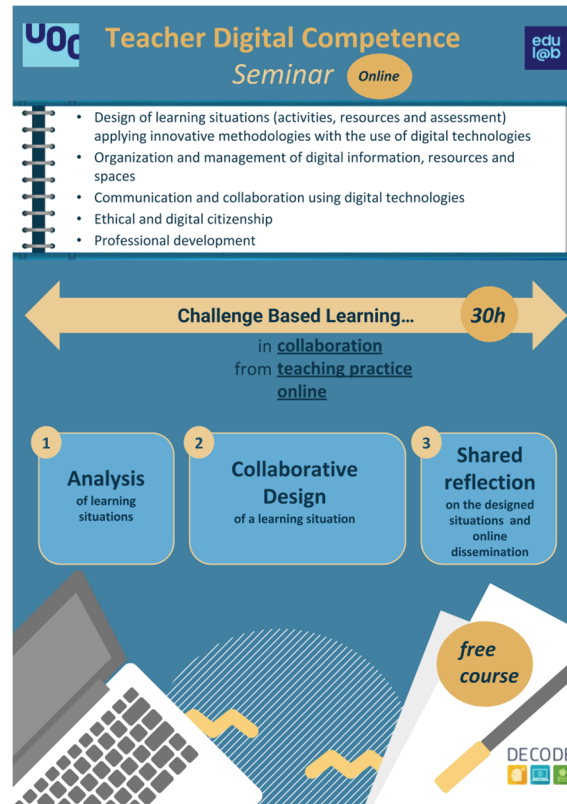 UOC
Teacher Digital Competence
edu
l@b
Seminar
Online
• Design of learning situations (activities, resources and assessment)
applying innovative methodologies with the use of digital technologies
• Organization and management of digital information, resources and
spaces
• Communication and collaboration using digital technologies
• Ethical and digital citizenship
• Professional development
Challenge Based Learning…
30h
in collaboration
from teaching practice
online
1
Analysis
of learning
situations
2
Collaborative
Design
of a learning situation
3
Shared
reflection
on the designed
situations and
online
dissemination
free
course
DECODE